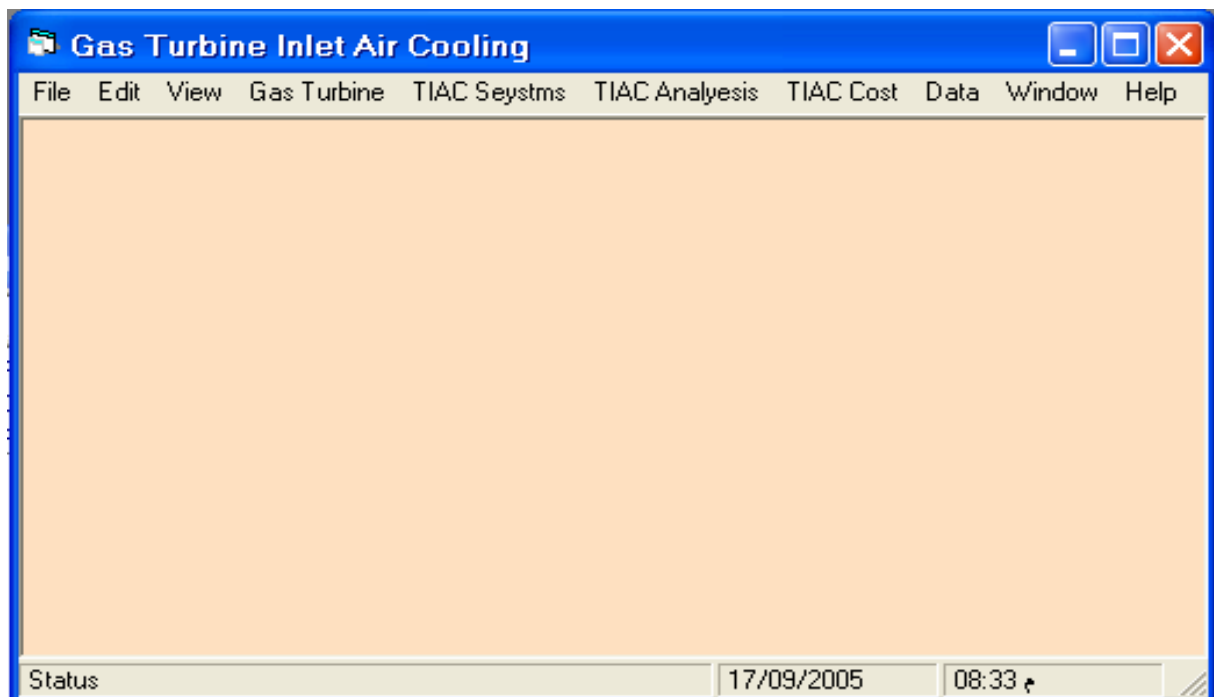 Gas Turbine Inlet Air Cooling
File Edit View Gas Turbine TIAC Seystms TIAC Analyesis TIAC Cost Data Window Help
Status 17/09/2005 08:33 م